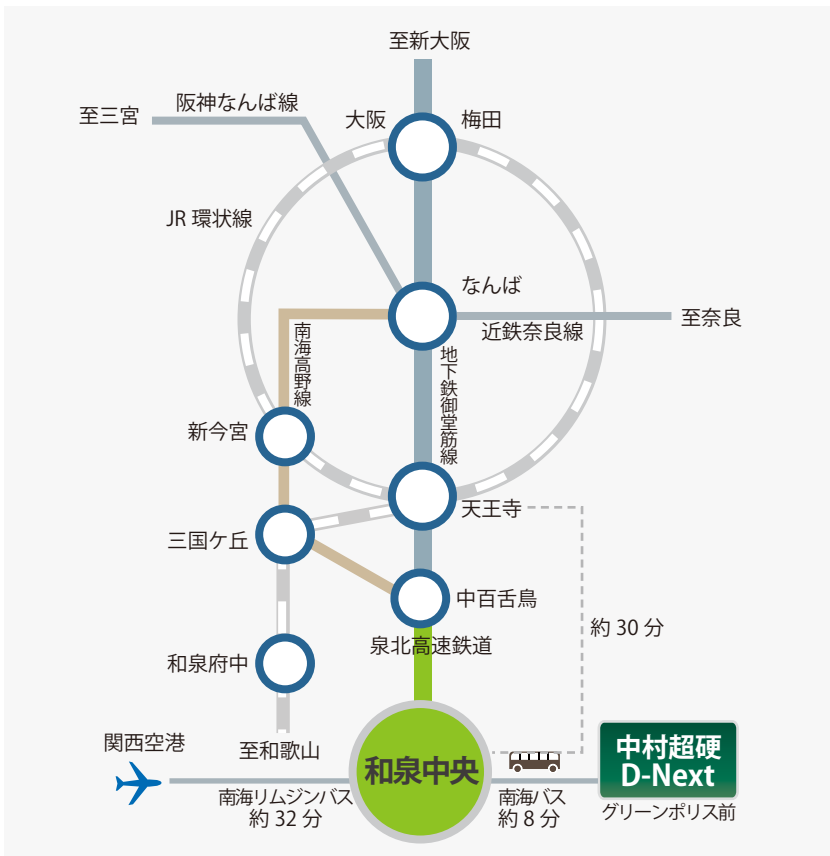 至新大阪
阪神なんば線
至三宮
大阪
梅田
JR 環状線
なんば
至奈良
近鉄奈良線
南海高野線
地下鉄御堂筋線
新今宮
天王寺
三国ケ丘
中百舌鳥
約 30 分
泉北高速鉄道
和泉府中
関西空港
至和歌山
和泉中央
中村超硬
D-Next
南海リムジンバス
約 32 分
南海バス
約 8 分
グリーンポリス前